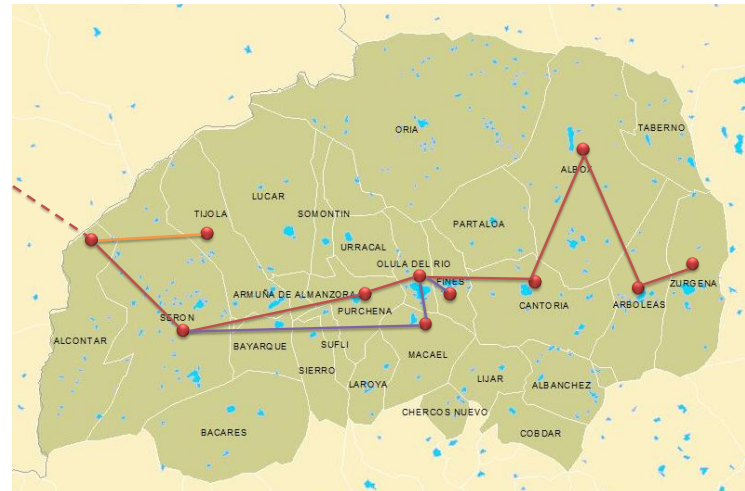 ORIA
TABERNO
ALBOX
LUCAR
TIJOLA
SOMONTIN
PARTALOA
URRACAL
OLULA DEL RIO
FINES
ZURGENA
ARMUÑA DE ALMANZORA
CANTORIA
ARBOLEAS
PURCHENA
SERON
ALCONTAR
BAYARQUE
SUFLI
MACAEL
SIERRO
LAROYA
LIJAR
ALBANCHEZ
CHERCOS NUEVO
BACARES
COBDAR